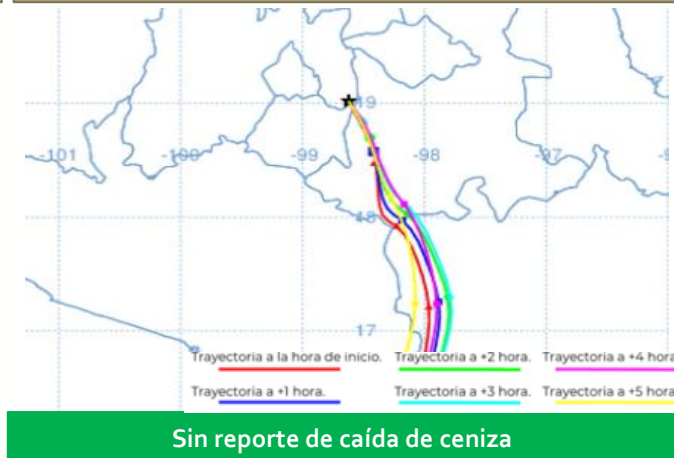 19
-101 -100 -99 -98 -97
18
17
Trayectoria a la hora de inicio. Trayectoria a +2 hora. Trayectoria a +4 hora
Trayectoria a +1 hora. Trayectoria a +3 hora. Trayectoria a +5 hora
Sin reporte de caída de ceniza